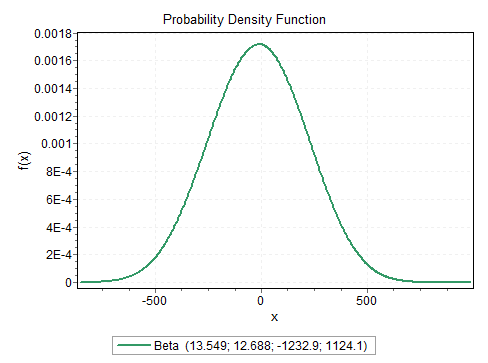 Probability Density Function
0.0018
0.0016
0.0014
0.0012
0.001
8E-4
6E-4
4E-4
2E-4
0
f(x)
-500 0 500
x
Beta (13.549; 12.688; -1232.9; 1124.1)